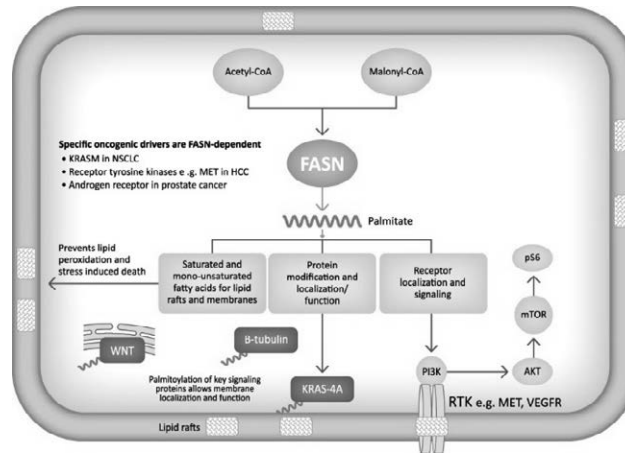 Acetyl-CoA
Malonyl-CoA
Specific oncogenic drivers are FASN-dependent
• KRASM in NSCLC
• Receptor tyrosine kinases e .g. MET in HCC
• Androgen receptor in prostate cancer
FASN
Palmitate
Prevents lipid
peroxidation and
stress induced death
Saturated and
mono-unsaturated
fatty acids for lipid
rafts and membranes
Protein
modification and
localization/
function
Receptor
localization and
signaling
pS6
mTOR
AKT
PI3K
WNT
B-tubulin
KRAS-4A
Palmitoylation of key signaling
proteins allows membrane
localization and function
RTK e.g. MET, VEGFR
Lipid rafts